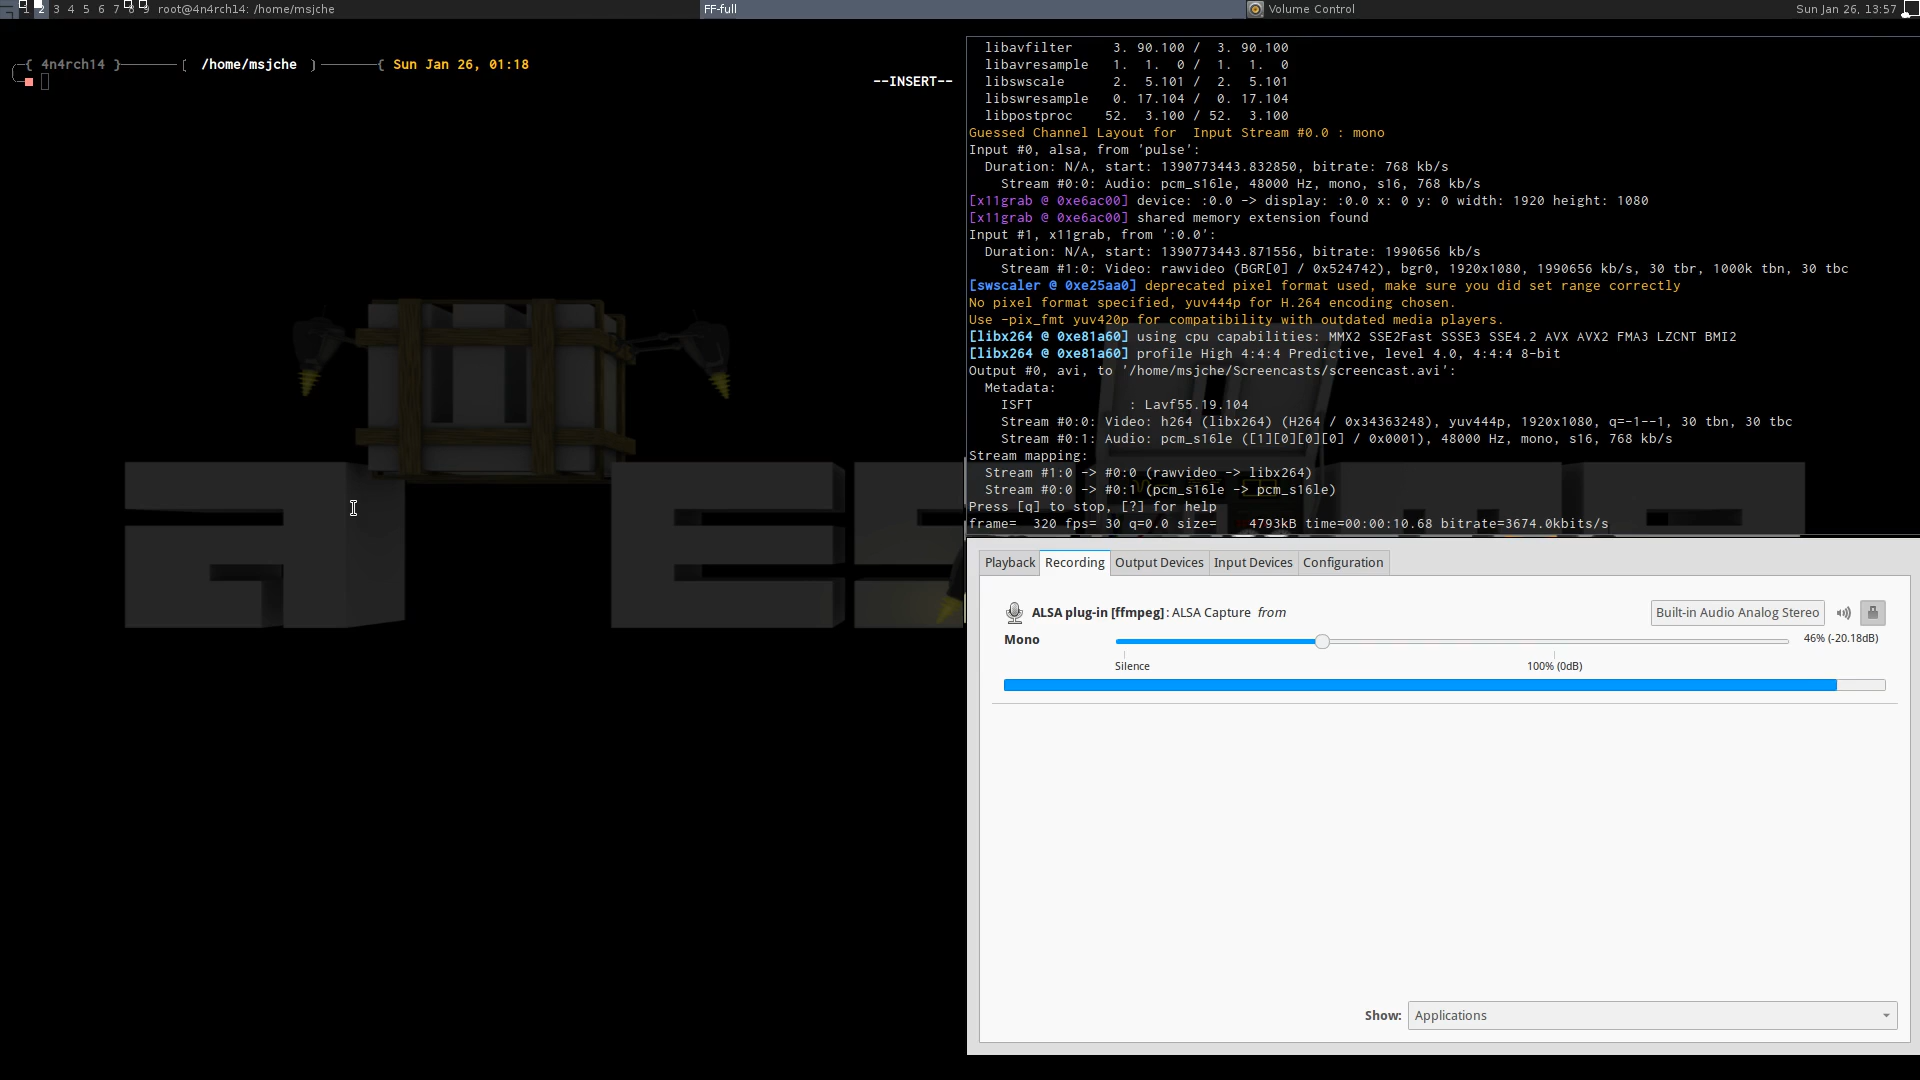 1 2 3 4 5 6 7 8 9 root@4n4rch14: /home/msjche
FF-full
Volume Control
Sun Jan 26, 13:57
{ 4n4rch14 } [ /home/msjche ) { Sun Jan 26, 01:18
--INSERT--
libavfilter 3. 90.100 / 3. 90.100
libavresample 1. 1. 0 / 1. 1. 0
libswscale 2. 5.101 / 2. 5.101
libswresample 0. 17.104 / 0. 17.104
libpostproc 52. 3.100 / 52. 3.100
Guessed Channel Layout for Input Stream #0.0 : mono
Input #0, alsa, from 'pulse':
Duration: N/A, start: 1390773443.832850, bitrate: 768 kb/s
Stream #0:0: Audio: pcm_s16le, 48000 Hz, mono, s16, 768 kb/s
[x11grab @ 0xe6ac00] device: :0.0 -> display: :0.0 x: 0 y: 0 width: 1920 height: 1080
[x11grab @ 0xe6ac00] shared memory extension found
Input #1, x11grab, from ':0.0':
Duration: N/A, start: 1390773443.871556, bitrate: 1990656 kb/s
Stream #1:0: Video: rawvideo (BGR[0] / 0x524742), bgr0, 1920x1080, 1990656 kb/s, 30 tbr, 1000k tbn, 30 tbc
[swscaler @ 0xe25aa0] deprecated pixel format used, make sure you did set range correctly
No pixel format specified, yuv444p for H.264 encoding chosen.
Use -pix_fmt yuv420p for compatibility with outdated media players.
[libx264 @ 0xe81a60] using cpu capabilities: MMX2 SSE2Fast SSSE3 SSE4.2 AVX AVX2 FMA3 LZCNT BMI2
[libx264 @ 0xe81a60] profile High 4:4:4 Predictive, level 4.0, 4:4:4 8-bit
Output #0, avi, to '/home/msjche/Screencasts/screencast.avi':
Metadata:
ISFT : Lavf55.19.104
Stream #0:0: Video: h264 (libx264) (H264 / 0x34363248), yuv444p, 1920x1080, q=-1--1, 30 tbn, 30 tbc
Stream #0:1: Audio: pcm_s16le ([1][0][0][0] / 0x0001), 48000 Hz, mono, s16, 768 kb/s
Stream mapping:
Stream #1:0 -> #0:0 (rawvideo -> libx264)
Stream #0:0 -> #0:1 (pcm_s16le -> pcm_s16le)
Press [q] to stop, [?] for help
frame= 320 fps= 30 q=0.0 size= 4793kB time=00:00:10.68 bitrate=3674.0kbits/s
Playback Recording Output Devices Input Devices Configuration
ALSA plug-in [ffmpeg]: ALSA Capture from
Built-in Audio Analog Stereo
Mono
46% (-20.18dB)
Silence 100% (0dB)
Show: Applications